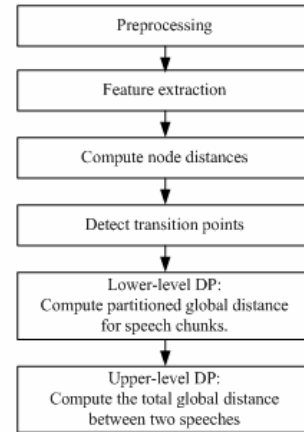 Preprocessing
Feature extraction
Compute node distances
Detect transition points
Lower-level DP:
Compute partitioned global distance
for speech chunks.
Upper-level DP:
Compute the total global distance
between two speeches